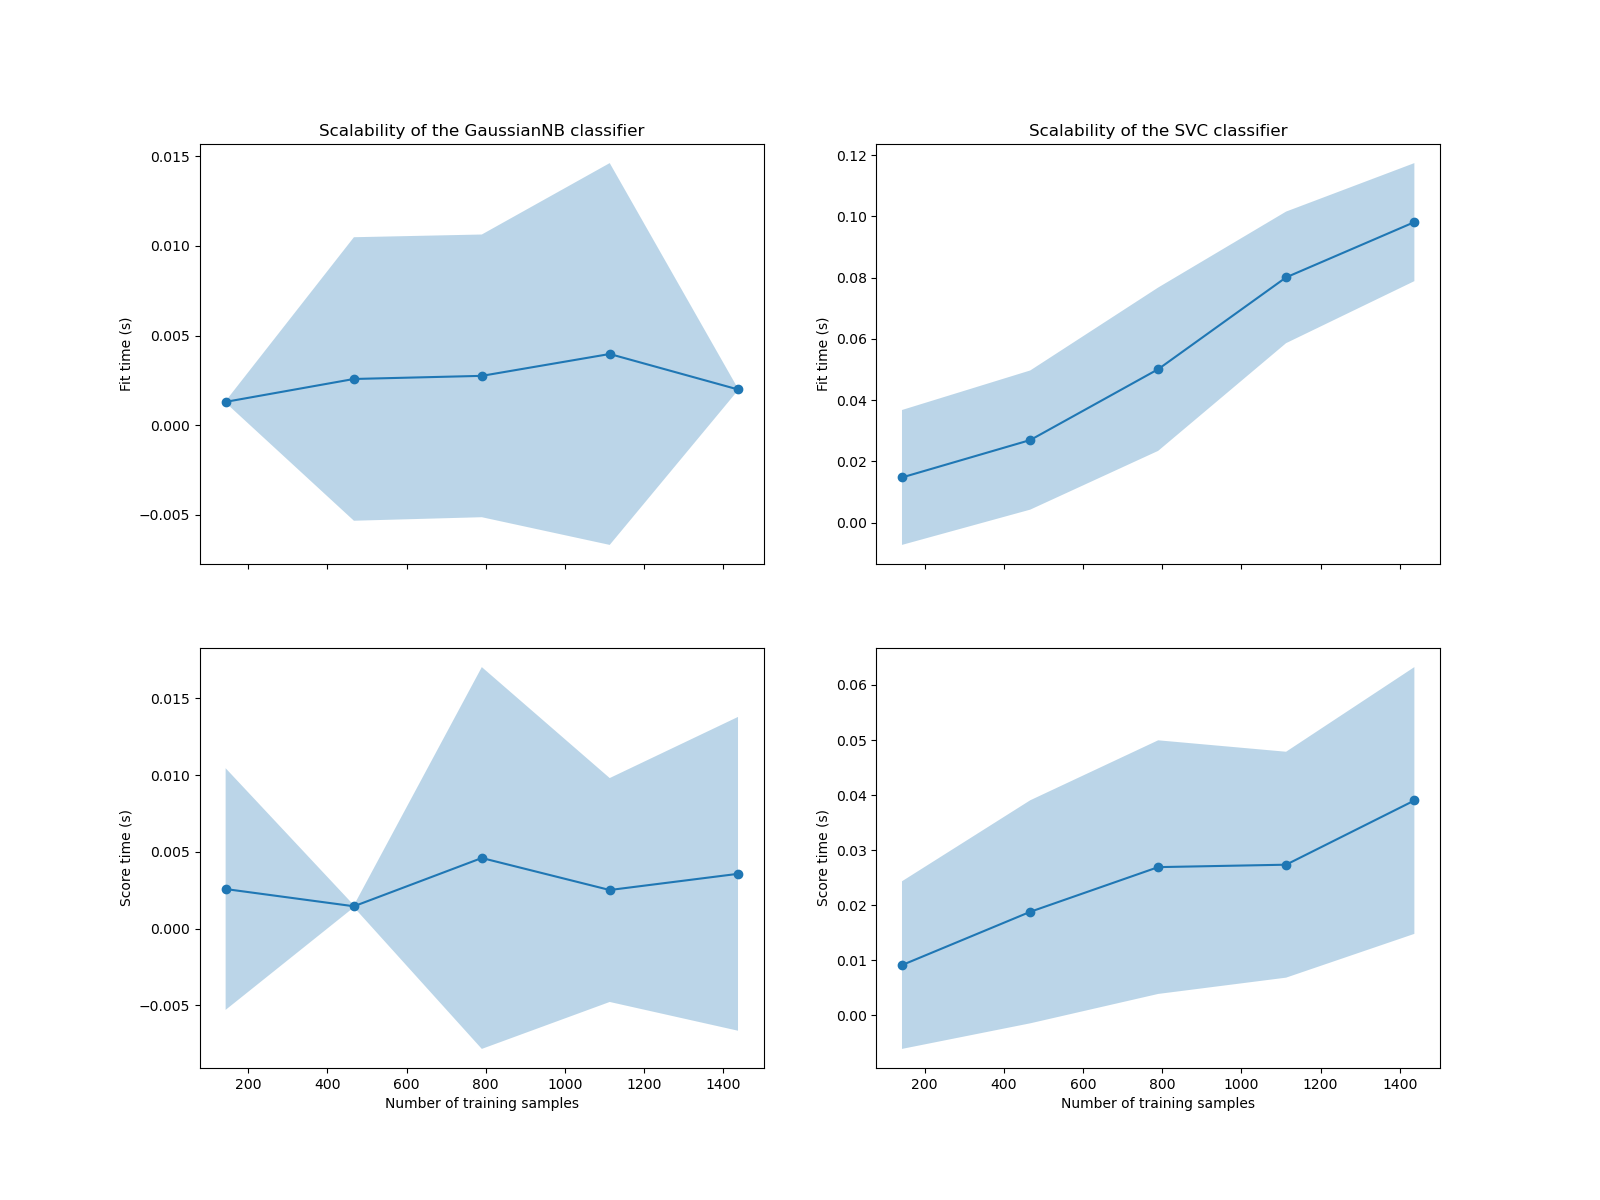 Scalability of the GaussianNB classifier
0.015
0.010
0.005
0.000
−0.005
Fit time (s)
Scalability of the SVC classifier
0.12
0.10
0.08
0.06
0.04
0.02
0.00
Fit time (s)
0.015
0.010
0.005
0.000
−0.005
Score time (s)
200 400 600 800 1000 1200 1400
Number of training samples
0.06
0.05
0.04
0.03
0.02
0.01
0.00
Score time (s)
200 400 600 800 1000 1200 1400
Number of training samples